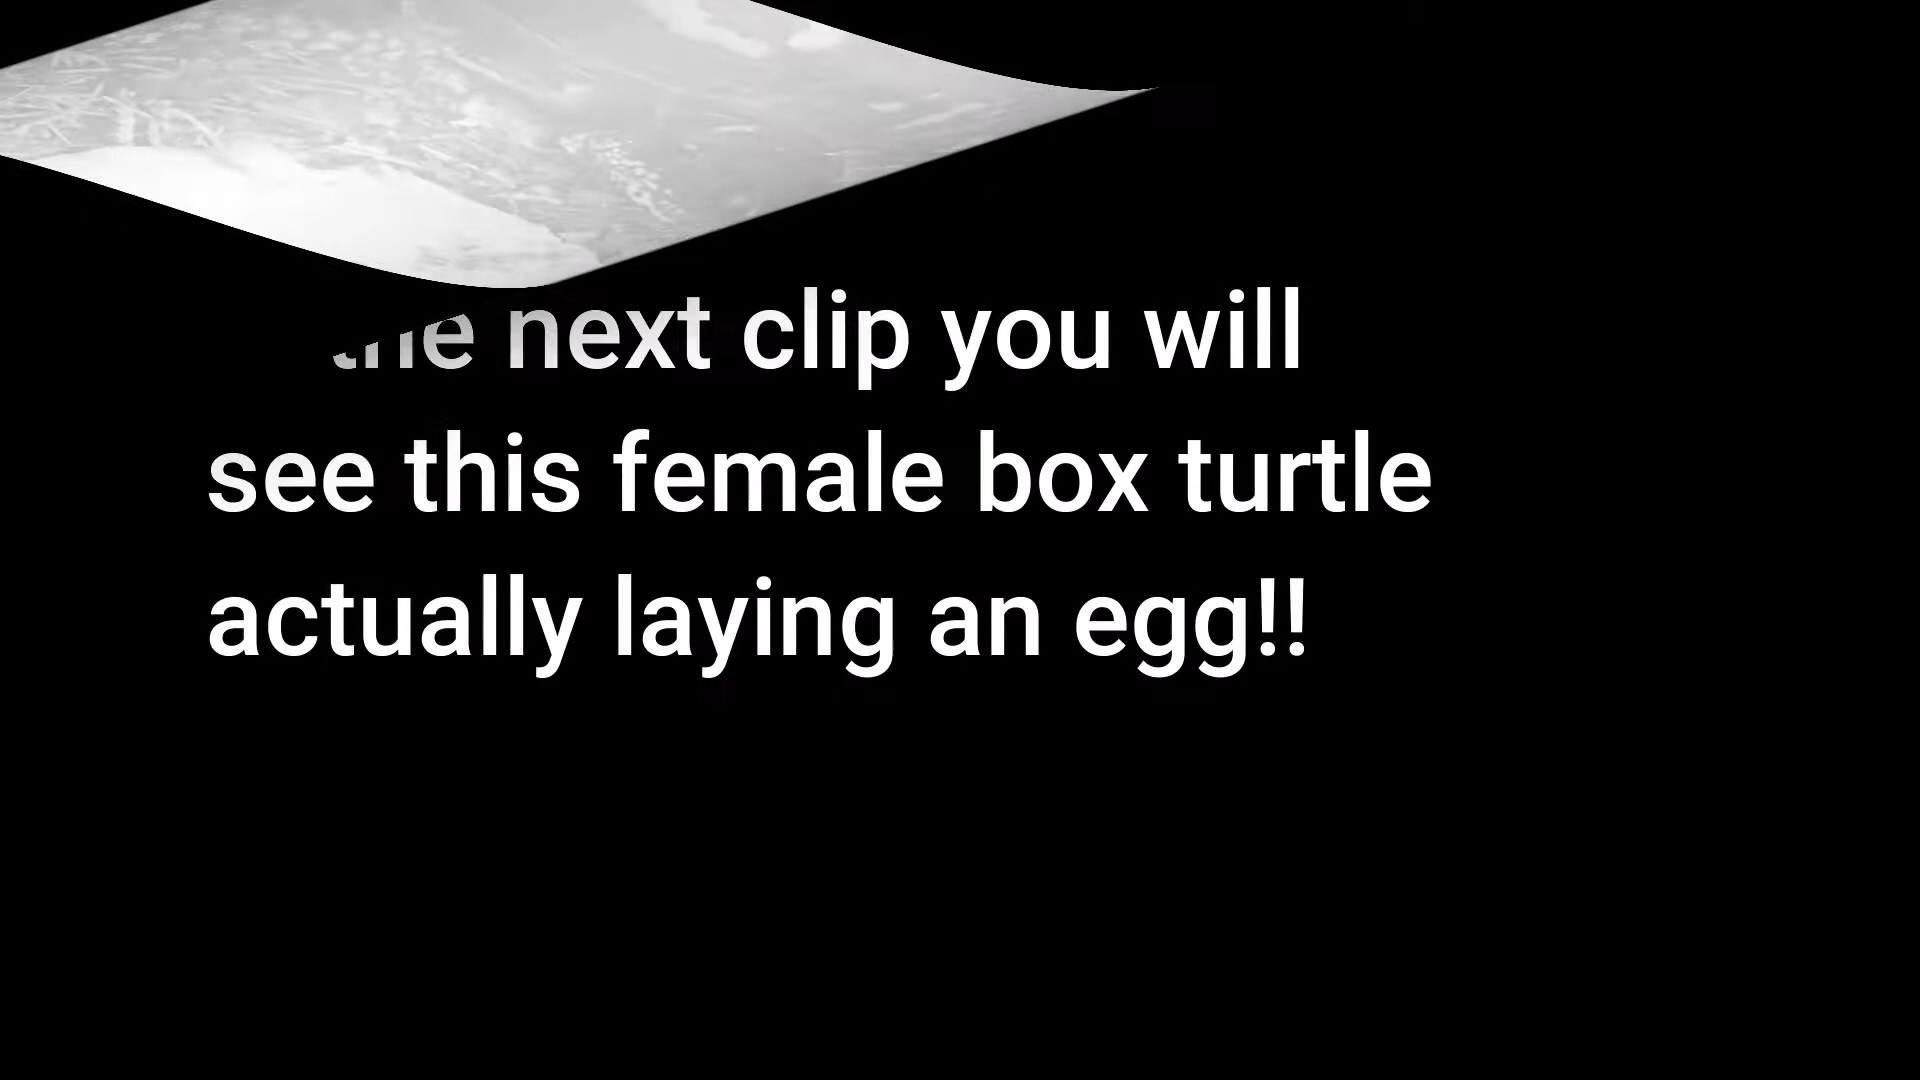 the next clip you will
see this female box turtle
actually laying an egg!!